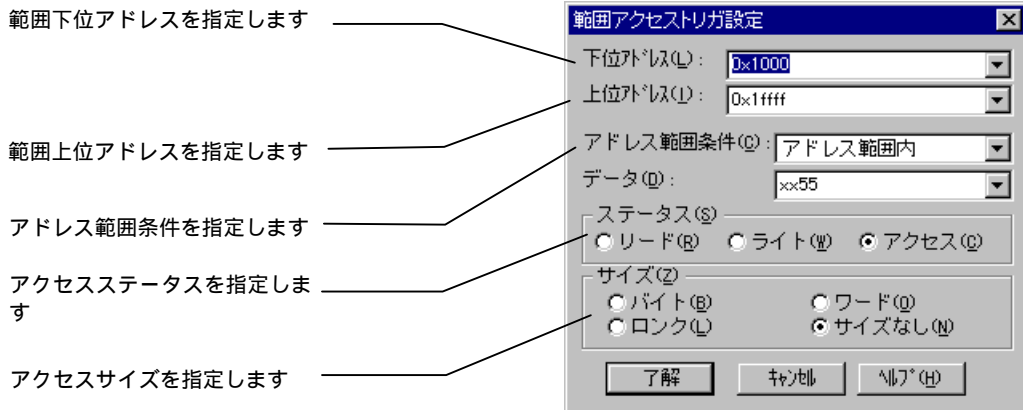 範囲下位アドレスを指定します
範囲上位アドレスを指定します
アドレス範囲条件を指定します
アクセスステータスを指定しま
す
アクセスサイズを指定します
範囲アクセストリガ設定
下位ｱﾄﾞﾚｽ(L): 0x1000
上位ｱﾄﾞﾚｽ(I): 0x1ffff
アドレス範囲条件(C): アドレス範囲内
データ(D): xx55
ステータス(S)
リード(R) ライト(W) アクセス(C)
サイズ(Z)
バイト(B) ワード(O)
ロンク(L) サイズなし(N)
了解 ｷｬﾝｾﾙ ﾍﾙﾌﾟ(H)